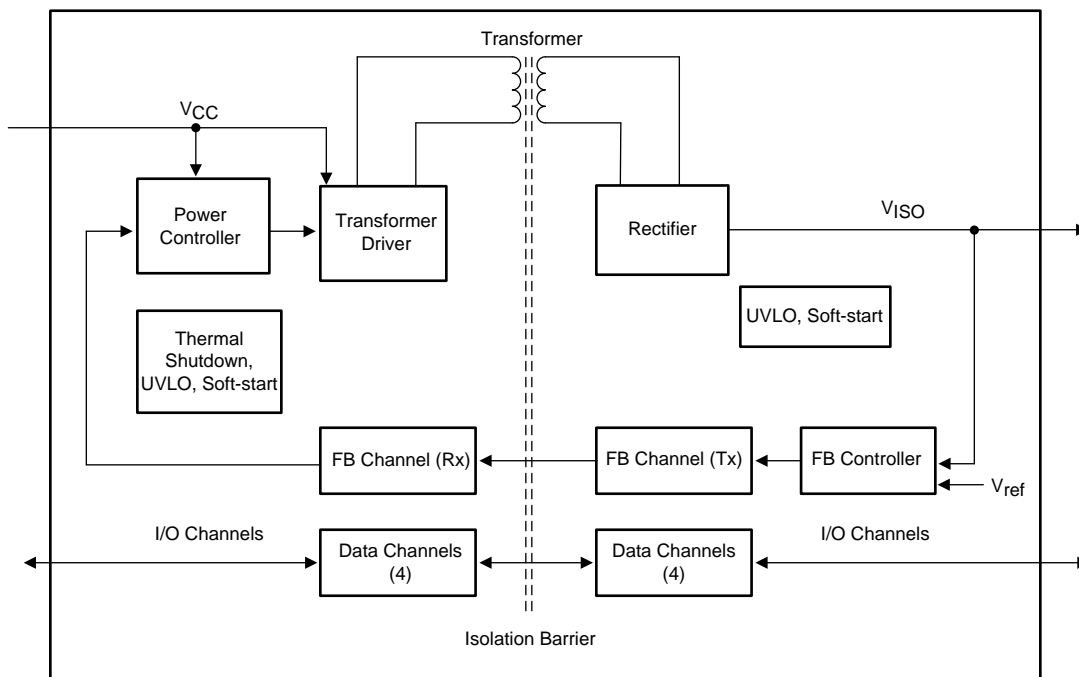 Transformer
VCC
Power
Controller
Transformer
Driver
Rectifier
VISO
Thermal
Shutdown,
UVLO, Soft-start
UVLO, Soft-start
FB Channel (Rx)
FB Channel (Tx)
FB Controller
Vref
I/O Channels
I/O Channels
Data Channels
(4)
Data Channels
(4)
Isolation Barrier